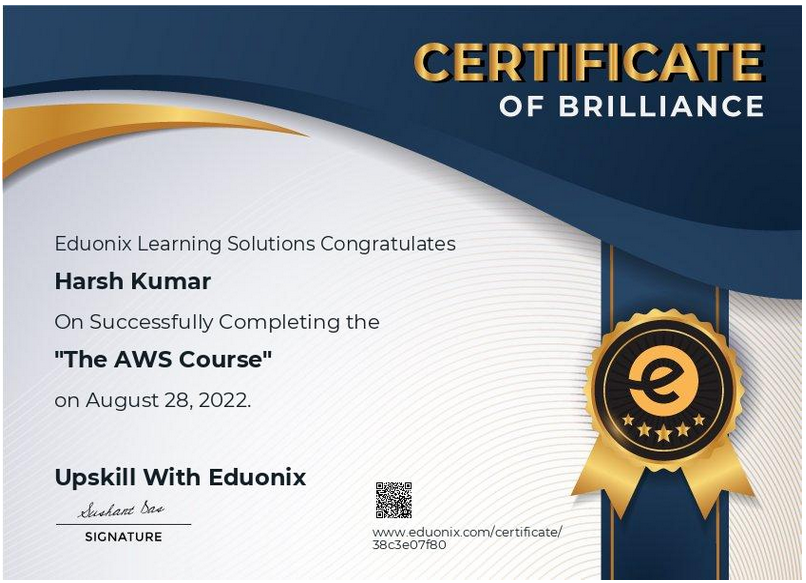 CERTIFICATE
OF BRILLIANCE
Eduonix Learning Solutions Congratulates
Harsh Kumar
On Successfully Completing the
"The AWS Course"
on August 28, 2022.
Upskill With Eduonix
Sushant Das
SIGNATURE
www.eduonix.com/certificate/
38c3e07f80
e